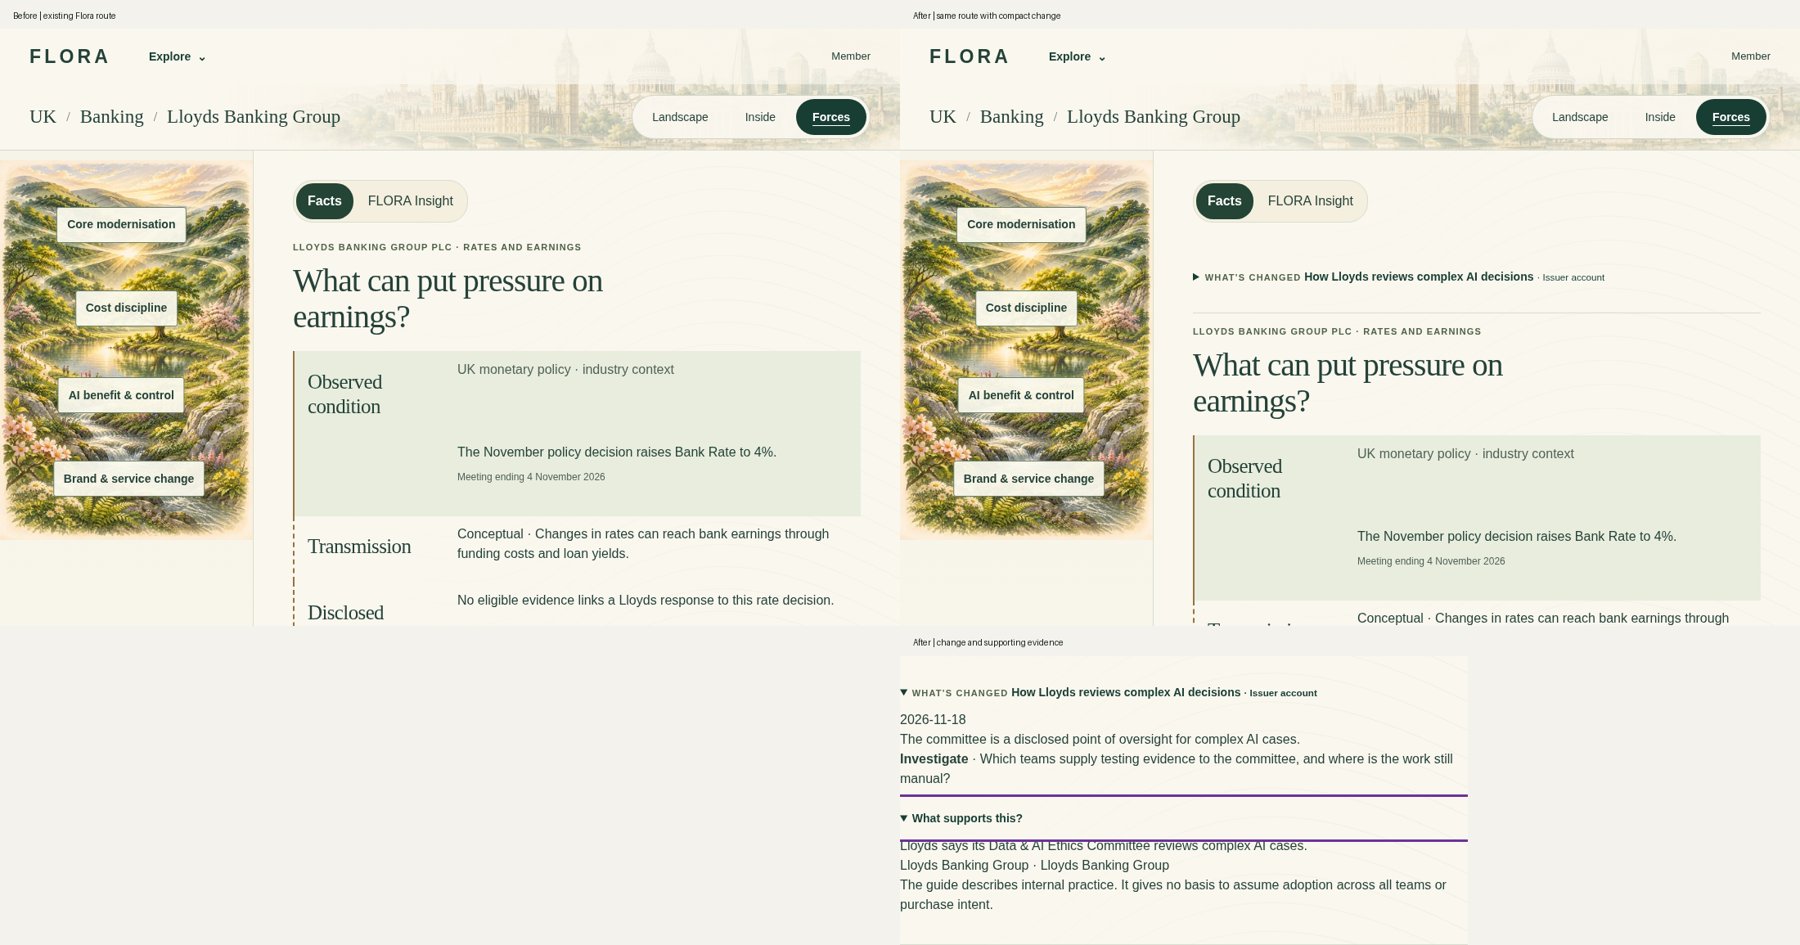 Before | existing Flora route
FLORA
Explore
Member
UK / Banking / Lloyds Banking Group
Landscape
Inside
Forces
Core modernisation
Cost discipline
AI benefit & control
Brand & service change
Facts
FLORA Insight
LLOYDS BANKING GROUP PLC · RATES AND EARNINGS
What can put pressure on
earnings?
Observed
condition
UK monetary policy · industry context
The November policy decision raises Bank Rate to 4%.
Meeting ending 4 November 2026
Transmission
Conceptual · Changes in rates can reach bank earnings through
funding costs and loan yields.
Disclosed
No eligible evidence links a Lloyds response to this rate decision.
After | same route with compact change
FLORA
Explore
Member
UK / Banking / Lloyds Banking Group
Landscape
Inside
Forces
Core modernisation
Cost discipline
AI benefit & control
Brand & service change
Facts
FLORA Insight
WHAT'S CHANGED How Lloyds reviews complex AI decisions · Issuer account
LLOYDS BANKING GROUP PLC · RATES AND EARNINGS
What can put pressure on
earnings?
Observed
condition
UK monetary policy · industry context
The November policy decision raises Bank Rate to 4%.
Meeting ending 4 November 2026
Conceptual · Changes in rates can reach bank earnings through
After | change and supporting evidence
WHAT'S CHANGED How Lloyds reviews complex AI decisions · Issuer account
2026-11-18
The committee is a disclosed point of oversight for complex AI cases.
Investigate · Which teams supply testing evidence to the committee, and where is the work still
manual?
What supports this?
Lloyds says its Data & AI Ethics Committee reviews complex AI cases.
Lloyds Banking Group · Lloyds Banking Group
The guide describes internal practice. It gives no basis to assume adoption across all teams or
purchase intent.